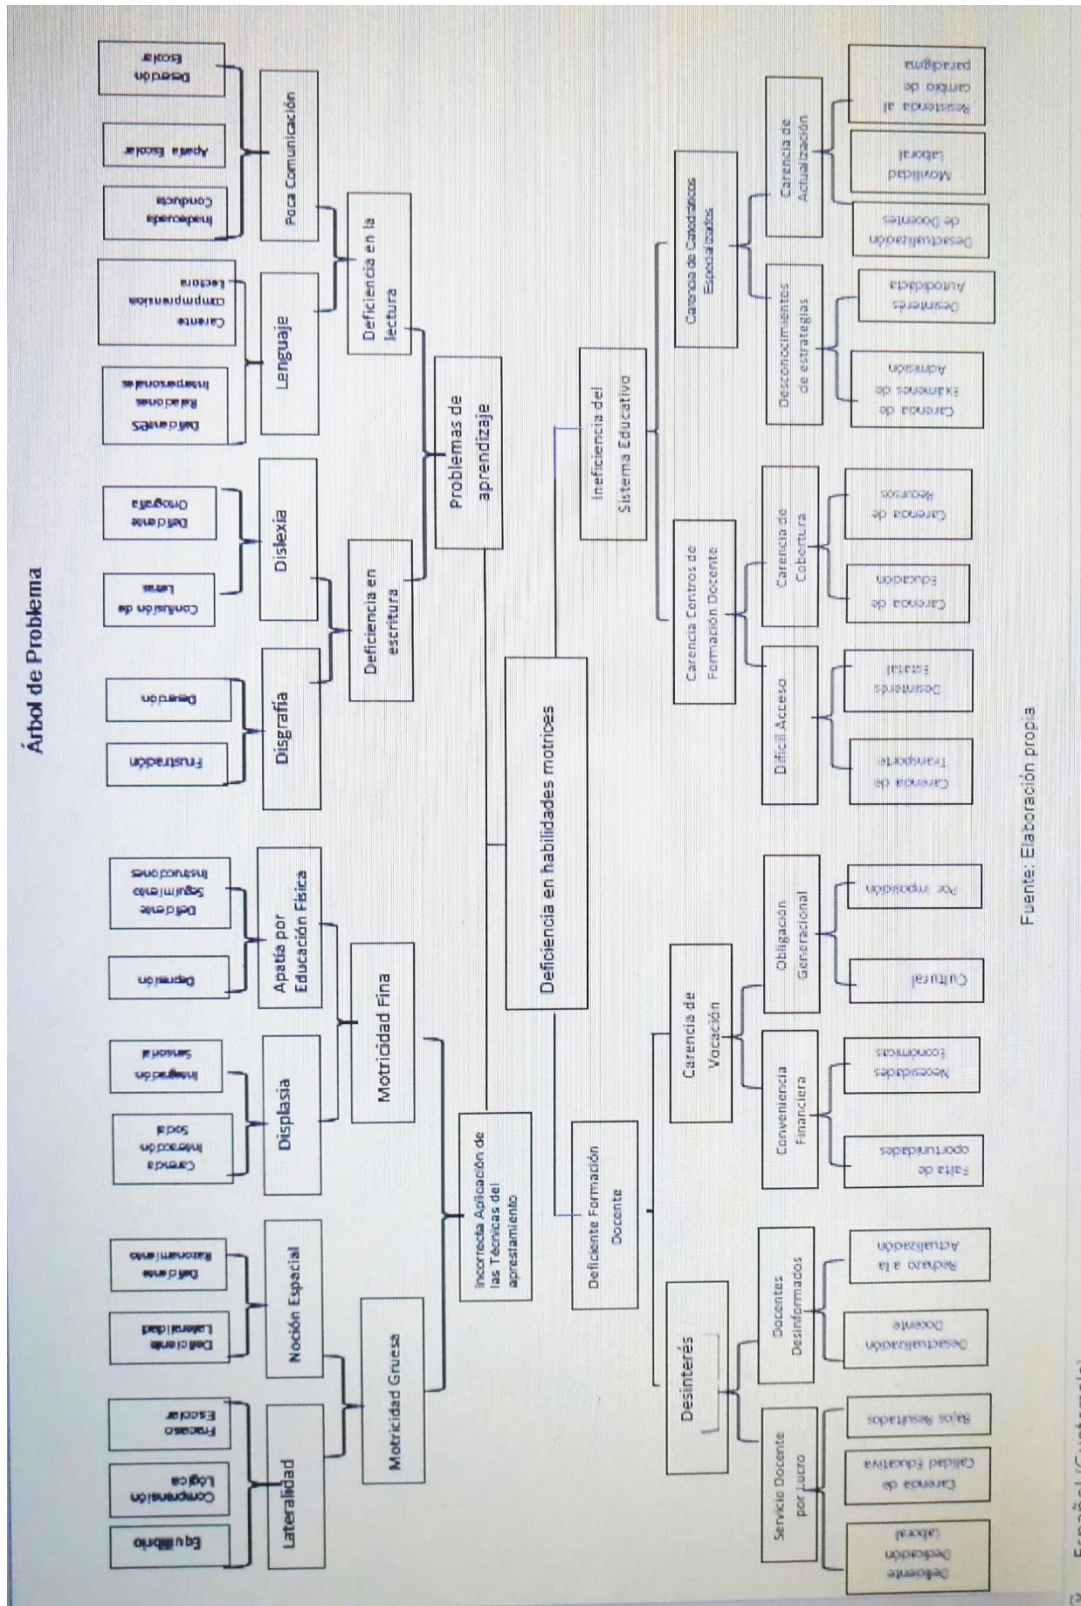 Árbol de Problema
Equilibrio
Comprensión
Lógica
Fracaso
Escolar
Deficiente
Lateralidad
Deficiente
Razonamiento
Carencia
Interacción
Social
Integración
Sensorial
Depresión
Deficiente
Seguimiento
Instrucciones
Frustración
Deserción
Confusión de
Letras
Deficiente
Ortografía
Deficientes
Relaciones
Interpersonales
Carente
compmprension
Lectora
Inadecuada
Conducta
Apatía Escolar
Deserción
Escolar
Lateralidad
Noción Espacial
Displasia
Apatía por
Educación Física
Disgrafía
Dislexia
Lenguaje
Poca Comunicación
Motricidad Gruesa
Motricidad Fina
Deficiencia en
escritura
Deficiencia en la
lectura
Incorrecta Aplicación de
las Técnicas del
aprestamiento
Problemas de
aprendizaje
Deficiencia en habilidades motrices
Deficiente Formación
Docente
Ineficiencia del
Sistema Educativo
Desinterés
Carencia de
Vocación
Carencia Centros de
Formación Docente
Carencia de Catedráticos
Especializados
Servicio Docente
por Lucro
Docentes
Desinformados
Conveniencia
Financiera
Obligación
Generacional
Difícil Acceso
Carencia de
Cobertura
Desconocimientos
de estrategias
Carencia de
Actualización
Deficiente
Dedicación
Laboral
Carencia de
Calidad Educativa
Bajos Resultados
Desactualización
Docente
Rechazo a la
Actualización
Falta de
oportunidades
Necesidades
Económicas
Cultural
Por imposición
Carencia de
Transporte
Desinterés
Estatal
Carencia de
Educación
Carencia de
Recursos
Carencia de
Exámenes de
Admisión
Desinterés
Autodidacta
Desactualización
de Docentes
Movilidad
Laboral
Resistencia al
cambio de
paradigma
Fuente: Elaboración propia
Español (Guatemala)